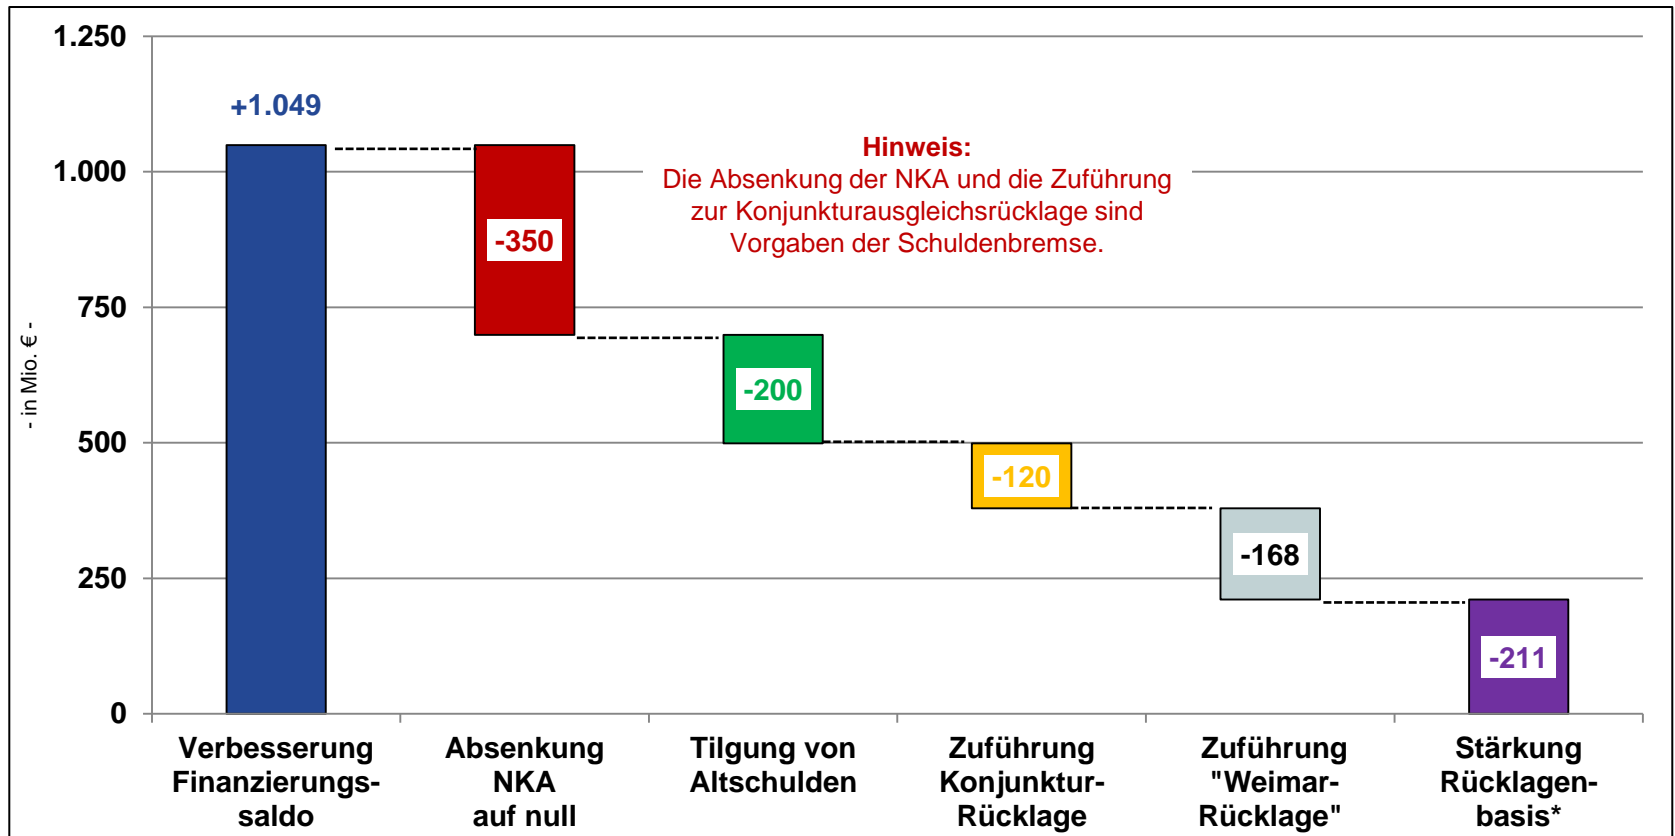 1.250
1.000
750
500
250
0
- in Mio. € -
+1.049
-350
-200
-120
-168
-211
Hinweis:
Die Absenkung der NKA und die Zuführung
zur Konjunkturausgleichsrücklage sind
Vorgaben der Schuldenbremse.
Verbesserung
Finanzierungs-
saldo
Absenkung
NKA
auf null
Tilgung von
Altschulden
Zuführung
Konjunktur-
Rücklage
Zuführung
"Weimar-
Rücklage"
Stärkung
Rücklagen-
basis*